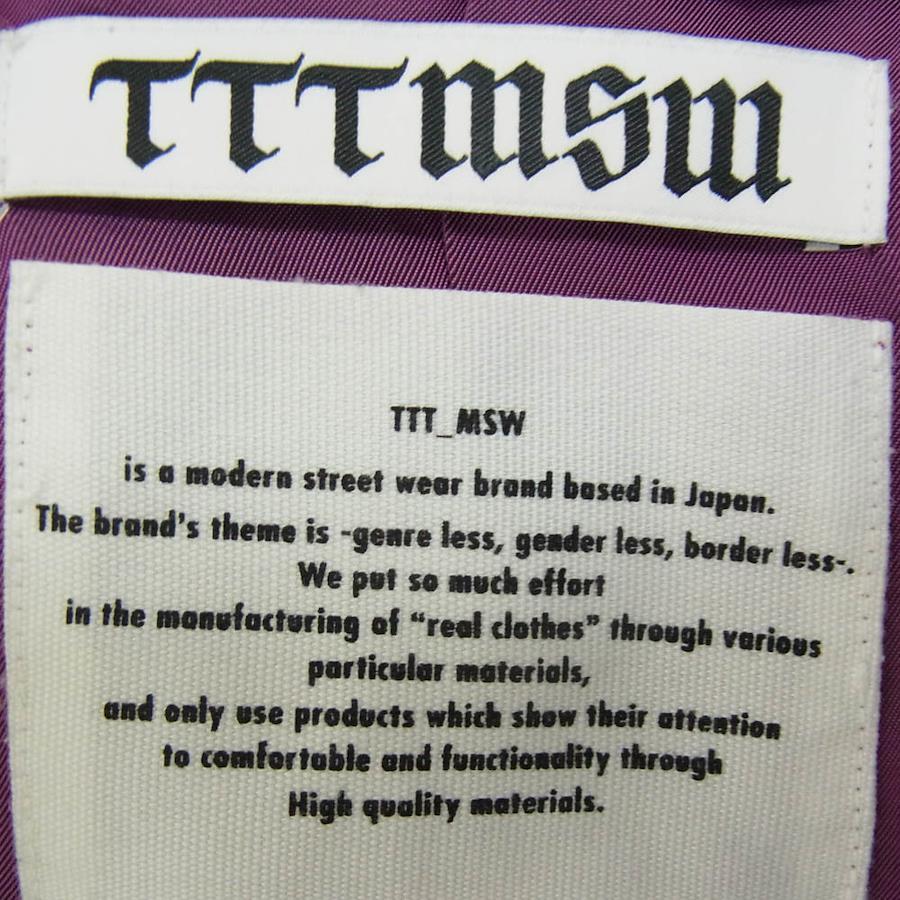 TTTmsw
TTT_MSW
is a modern street wear brand based in Japan.
The brand's theme is -genre less, gender less, border less-.
We put so much effort
in the manufacturing of “real clothes” through various
particular materials,
and only use products which show their attention
to comfortable and functionality through
High quality materials.